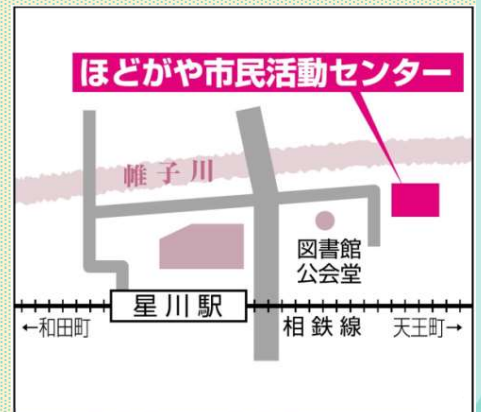 ほどがや市民活動センター
帷子川
図書館
公会堂
星川駅
←和田町
相鉄線
天王町→